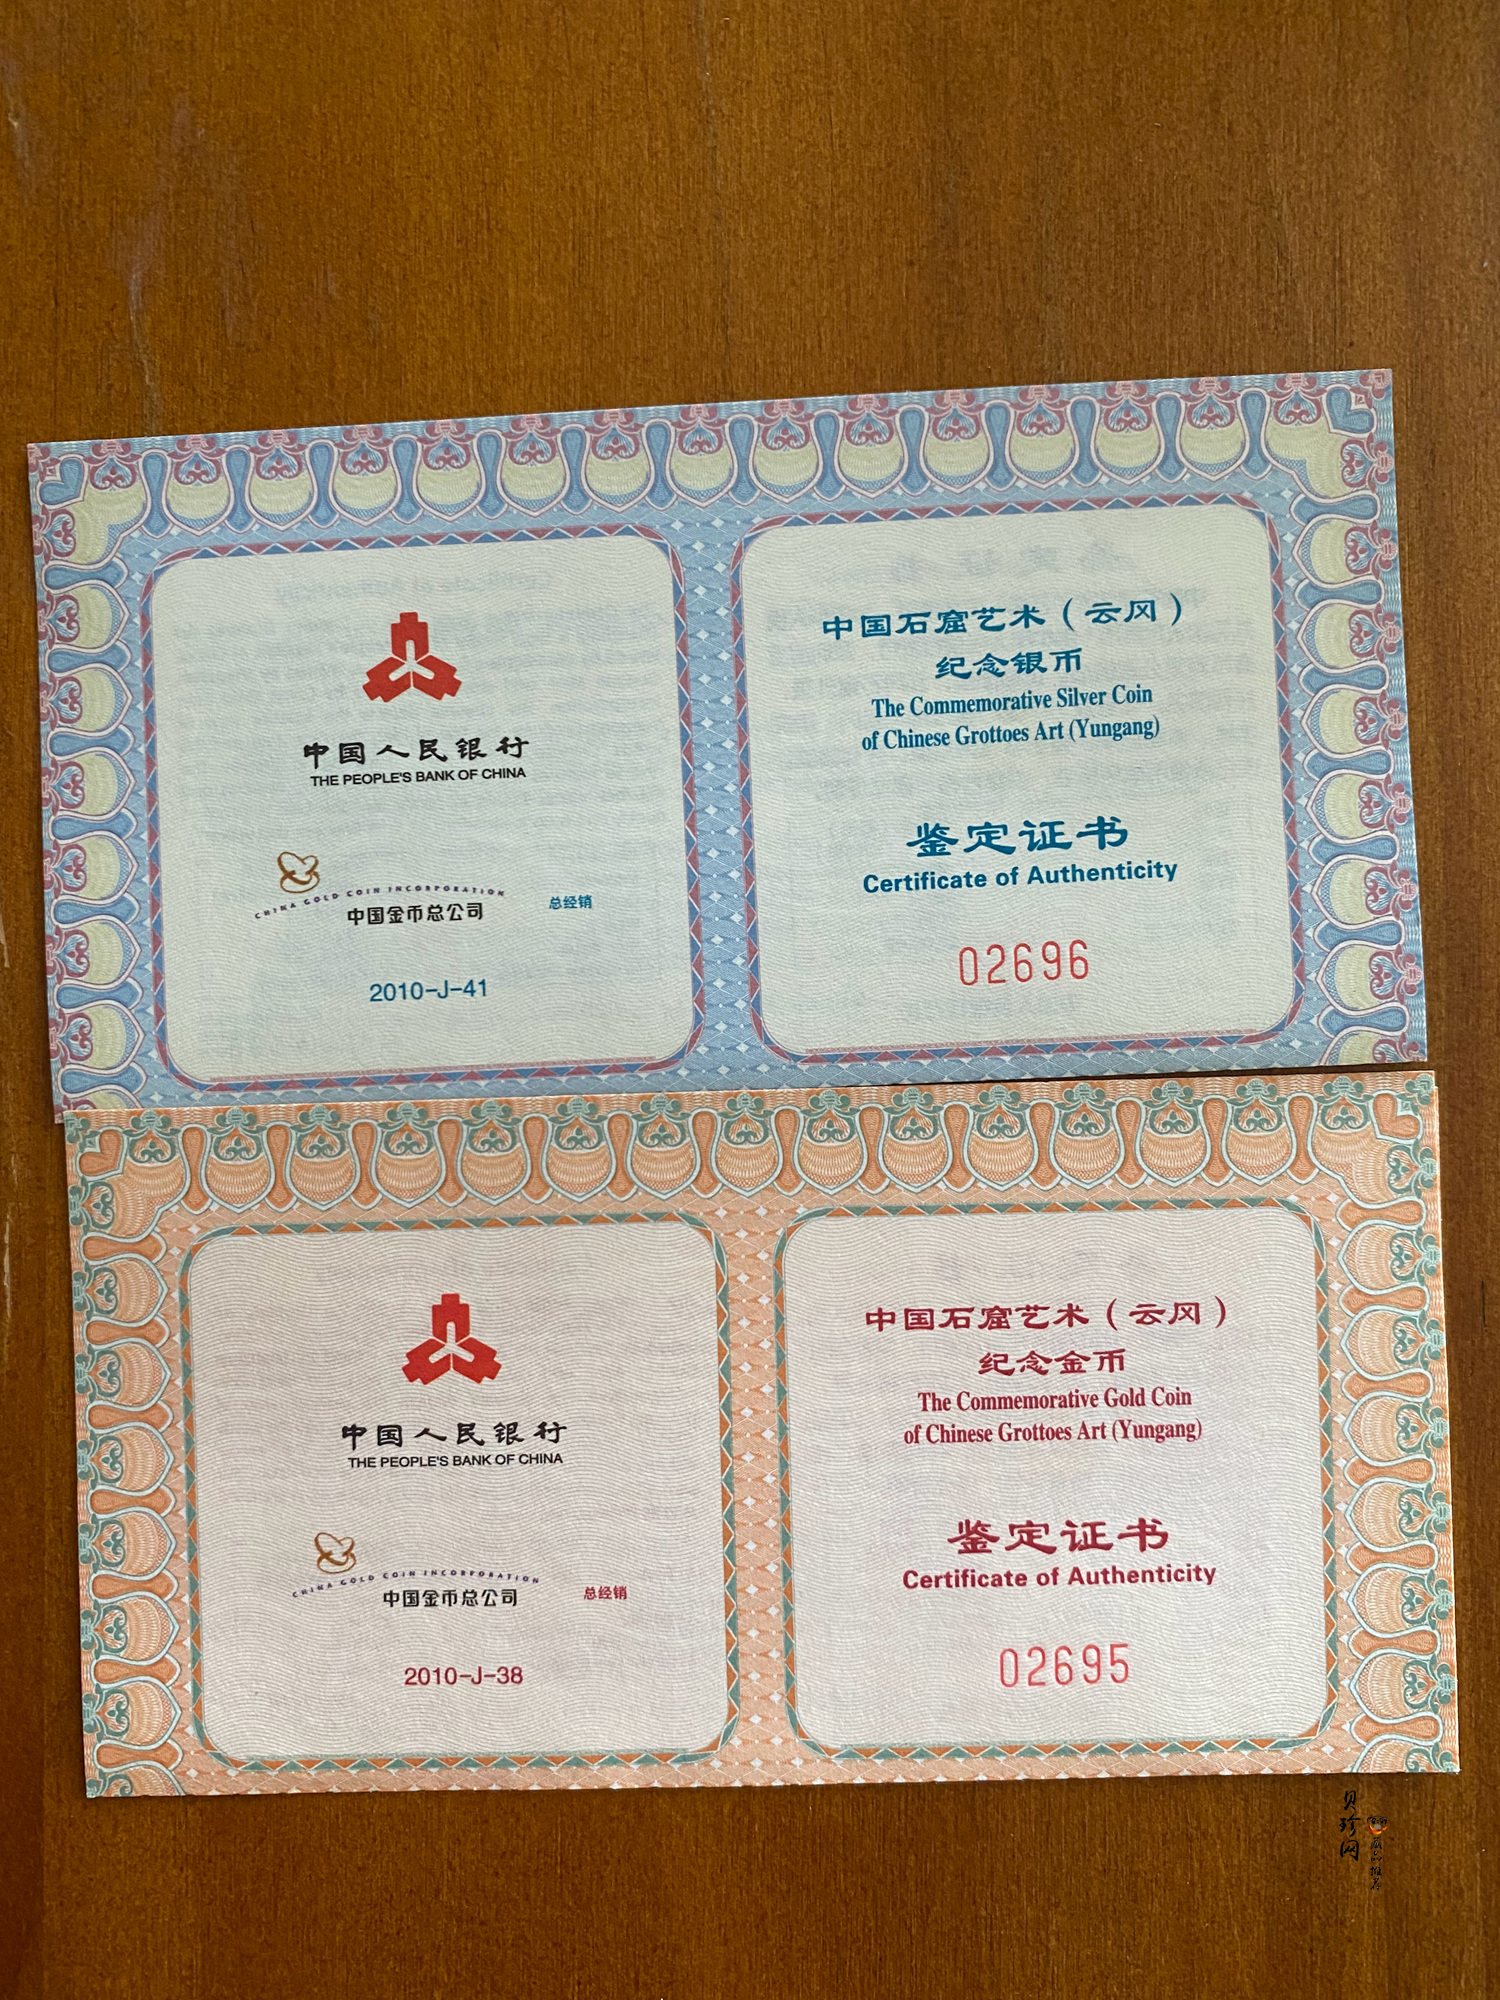 中国人民银行
THE PEOPLE'S BANK OF CHINA
CHINA GOLD COIN INCORPORATION
中国金币总公司
总经销
2010-J-41
中国石窟艺术（云冈）
纪念银币
The Commemorative Silver Coin
of Chinese Grottoes Art (Yungang)
鉴定证书
Certificate of Authenticity
02696
中国人民银行
THE PEOPLE'S BANK OF CHINA
CHINA GOLD COIN INCORPORATION
中国金币总公司
总经销
2010-J-38
中国石窟艺术（云冈）
纪念金币
The Commemorative Gold Coin
of Chinese Grottoes Art (Yungang)
鉴定证书
Certificate of Authenticity
02695
贝珍网
藏品推荐